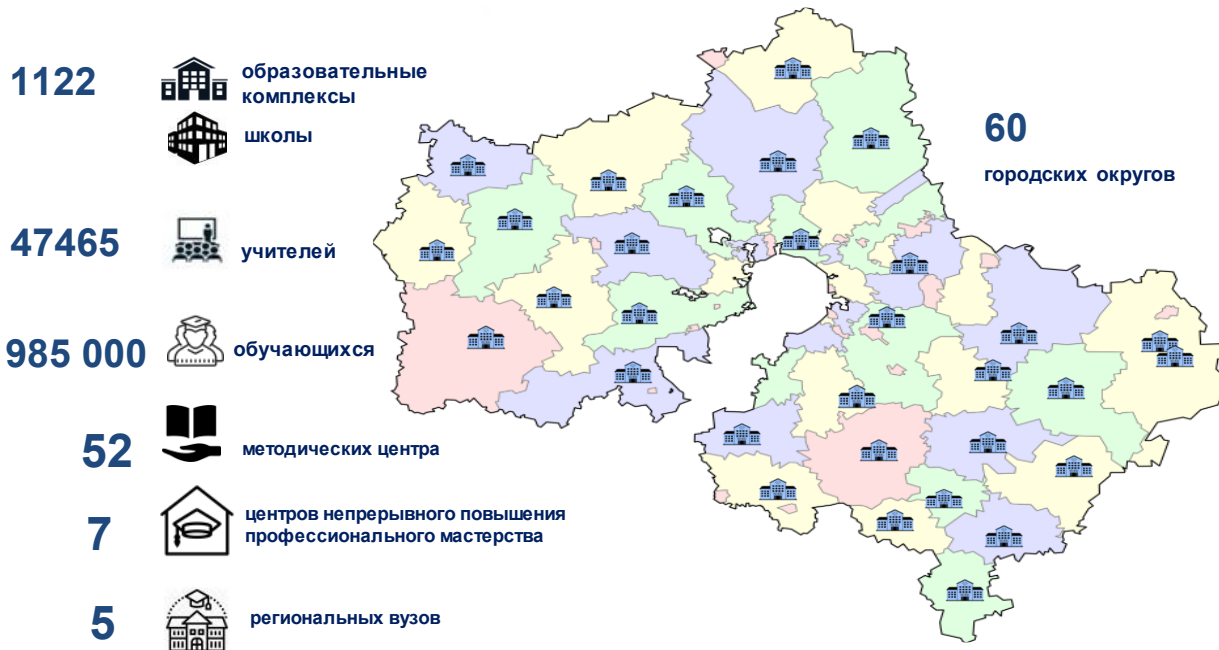 1122
образовательные
комплексы
школы
47465
учителей
985 000
обучающихся
52
методических центра
7
центров непрерывного повышения
профессионального мастерства
5
региональных вузов
60
городских округов